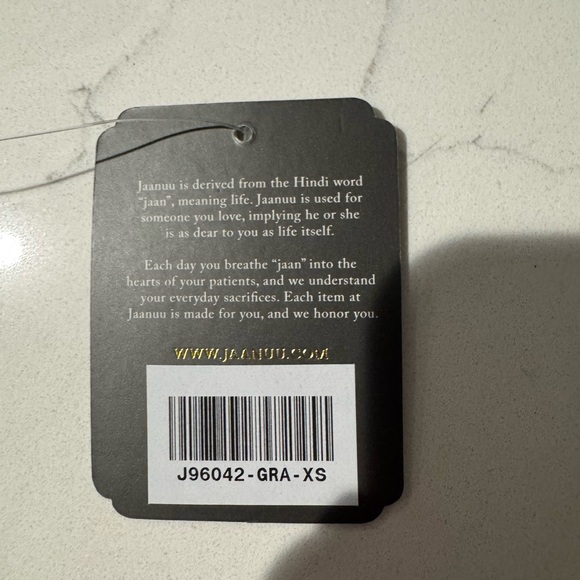 Jaanuu is derived from the Hindi word
"jaan", meaning life. Jaanuu is used for
someone you love, implying he or she
is as dear to you as life itself.
Each day you breathe "jaan" into the
hearts of your patients, and we understand
your everyday sacrifices. Each item at
Jaanuu is made for you, and we honor you.
WWW.JAANUU.COM
J96042-GRA-XS